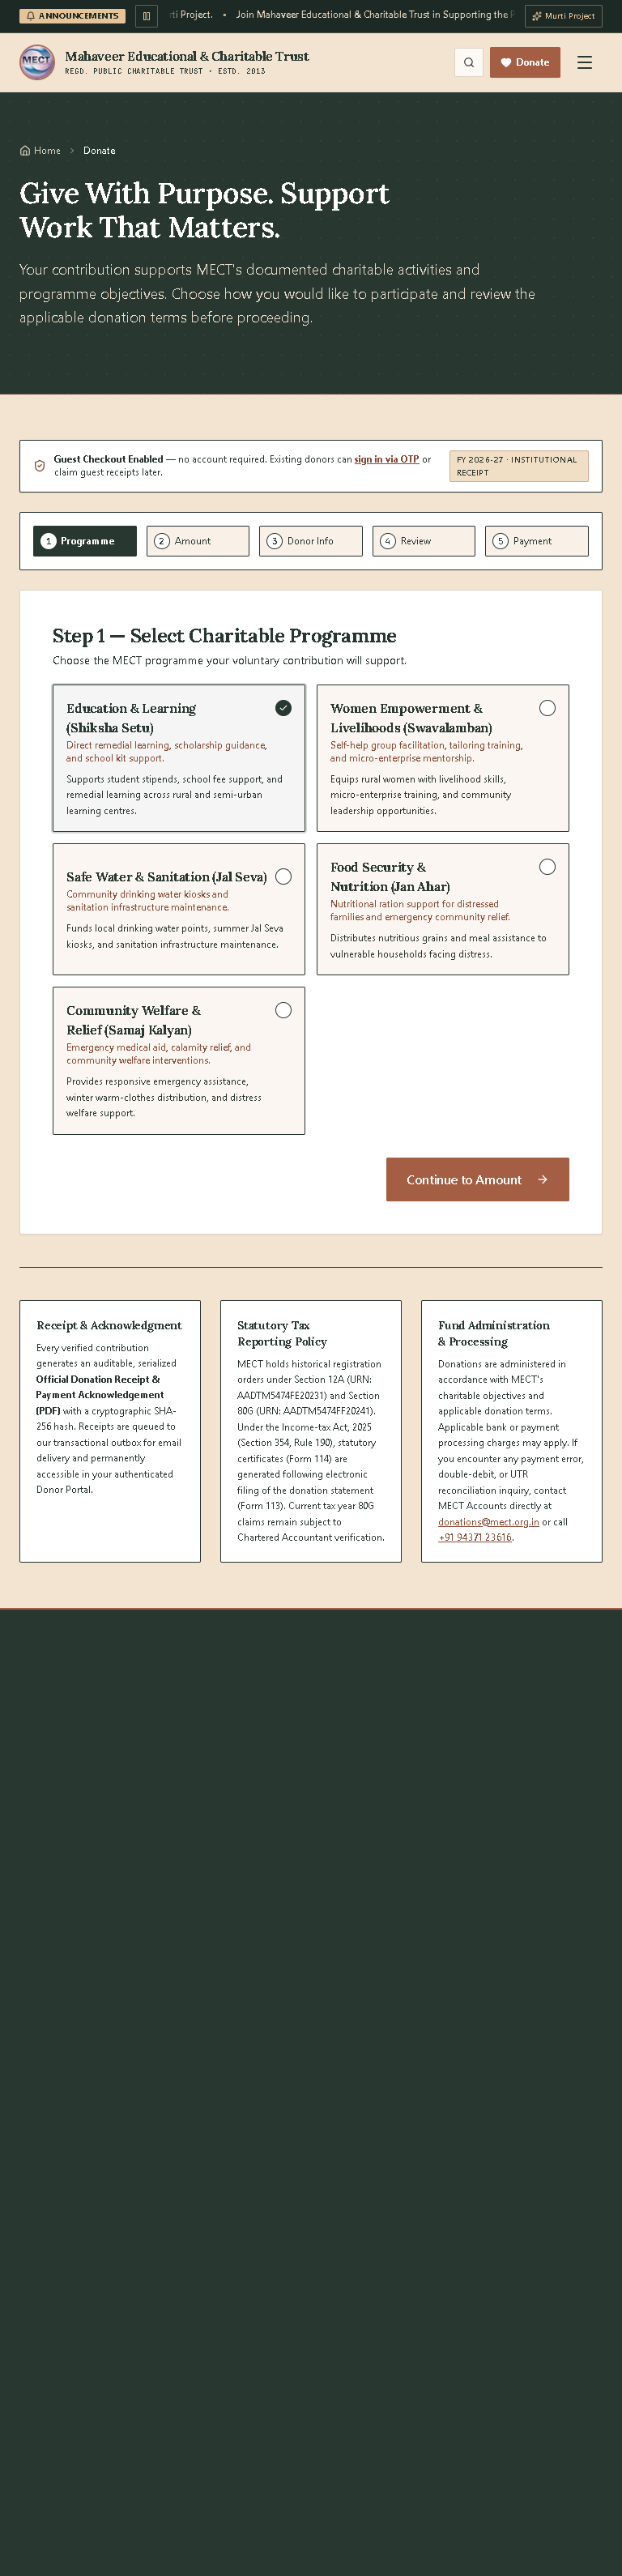 ANNOUNCEMENTS
rti Project. • Join Mahaveer Educational & Charitable Trust in Supporting the
Murti Project
MECT
Mahaveer Educational & Charitable Trust
REGD. PUBLIC CHARITABLE TRUST • ESTD. 2013
Donate
Home > Donate
Give With Purpose. Support
Work That Matters.
Your contribution supports MECT's documented charitable activities and
programme objectives. Choose how you would like to participate and review the
applicable donation terms before proceeding.
Guest Checkout Enabled — no account required. Existing donors can sign in via OTP or
claim guest receipts later.
FY 2026-27 · INSTITUTIONAL
RECEIPT
1 Programme
2 Amount
3 Donor Info
4 Review
5 Payment
Step 1 — Select Charitable Programme
Choose the MECT programme your voluntary contribution will support.
Education & Learning
(Shiksha Setu)
Direct remedial learning, scholarship guidance,
and school kit support.
Supports student stipends, school fee support, and
remedial learning across rural and semi-urban
learning centres.
Women Empowerment &
Livelihoods (Swavalamban)
Self-help group facilitation, tailoring training,
and micro-enterprise mentorship.
Equips rural women with livelihood skills,
micro-enterprise training, and community
leadership opportunities.
Safe Water & Sanitation (Jal Seva)
Community drinking water kiosks and
sanitation infrastructure maintenance.
Funds local drinking water points, summer Jal Seva
kiosks, and sanitation infrastructure maintenance.
Food Security &
Nutrition (Jan Ahar)
Nutritional ration support for distressed
families and emergency community relief.
Distributes nutritious grains and meal assistance to
vulnerable households facing distress.
Community Welfare &
Relief (Samaj Kalyan)
Emergency medical aid, calamity relief, and
community welfare interventions.
Provides responsive emergency assistance,
winter warm-clothes distribution, and distress
welfare support.
Continue to Amount
Receipt & Acknowledgment
Every verified contribution
generates an auditable, serialized
Official Donation Receipt &
Payment Acknowledgement
(PDF) with a cryptographic SHA-
256 hash. Receipts are queued to
our transactional outbox for email
delivery and permanently
accessible in your authenticated
Donor Portal.
Statutory Tax
Reporting Policy
MECT holds historical registration
orders under Section 12A (URN:
AADTM5474FE20231) and Section
80G (URN: AADTM5474FF20241).
Under the Income-tax Act, 2025
(Section 354, Rule 190), statutory
certificates (Form 114) are
generated following electronic
filing of the donation statement
(Form 113). Current tax year 80G
claims remain subject to
Chartered Accountant verification.
Fund Administration
& Processing
Donations are administered in
accordance with MECT's
charitable objectives and
applicable donation terms.
Applicable bank or payment
processing charges may apply. If
you encounter any payment error,
double-debit, or UTR
reconciliation inquiry, contact
MECT Accounts directly at
donations@mect.org.in or call
+91 94371 23616.